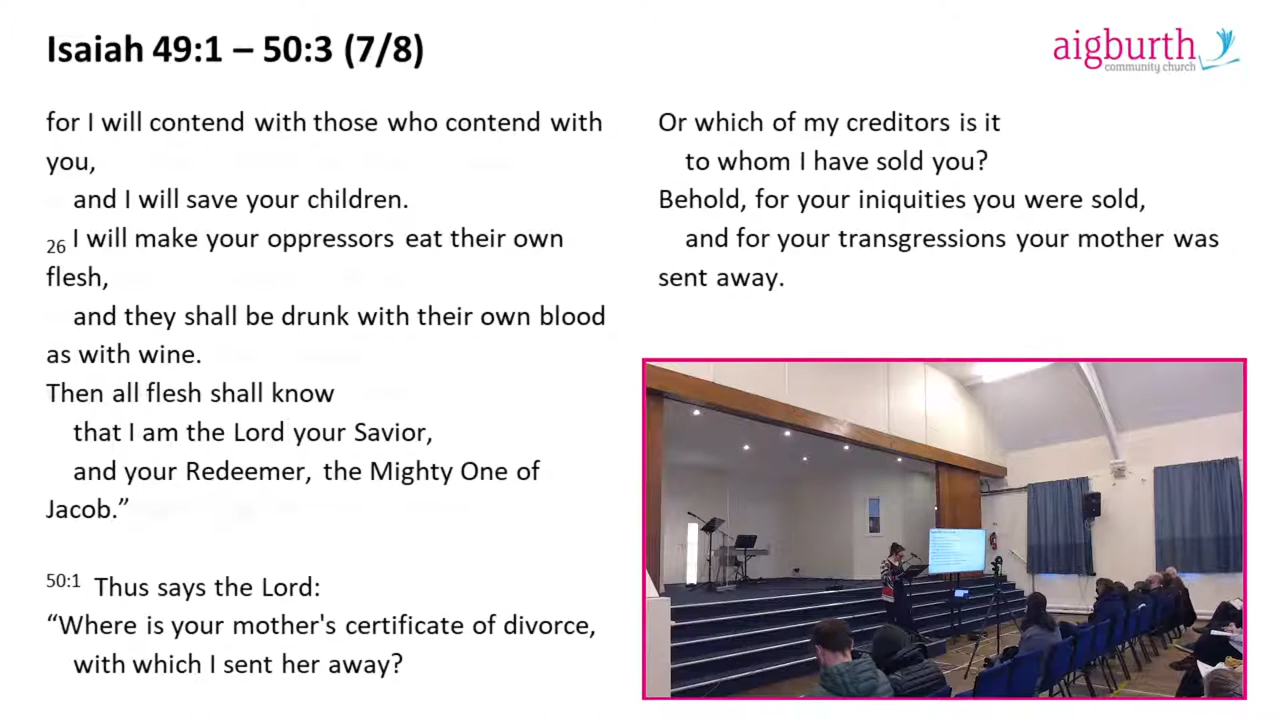 Isaiah 49:1 – 50:3 (7/8)
aigburth
community church
for I will contend with those who contend with
you,
and I will save your children.
26 I will make your oppressors eat their own
flesh,
and they shall be drunk with their own blood
as with wine.
Then all flesh shall know
that I am the Lord your Savior,
and your Redeemer, the Mighty One of
Jacob.”
50:1 Thus says the Lord:
“Where is your mother's certificate of divorce,
with which I sent her away?
Or which of my creditors is it
to whom I have sold you?
Behold, for your iniquities you were sold,
and for your transgressions your mother was
sent away.